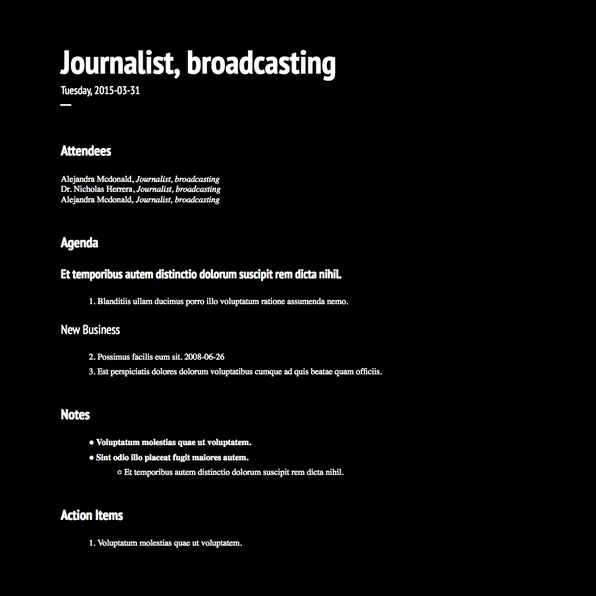 Journalist, broadcasting
Tuesday, 2015-03-31
Attendees
Alejandra Mcdonald, Journalist, broadcasting
Dr. Nicholas Herrera, Journalist, broadcasting
Alejandra Mcdonald, Journalist, broadcasting
Agenda
Et temporibus autem distinctio dolorum suscipit rem dicta nihil.
1. Blanditiis ullam ducimus porro illo voluptatum ratione assumenda nemo.
New Business
2. Possimus facilis eum sit. 2008-06-26
3. Est perspiciatis dolores dolorum voluptatibus cumque ad quis beatae quam officiis.
Notes
● Voluptatum molestias quae ut voluptatem.
● Sint odio illo placeat fugit maiores autem.
○ Et temporibus autem distinctio dolorum suscipit rem dicta nihil.
Action Items
1. Voluptatum molestias quae ut voluptatem.